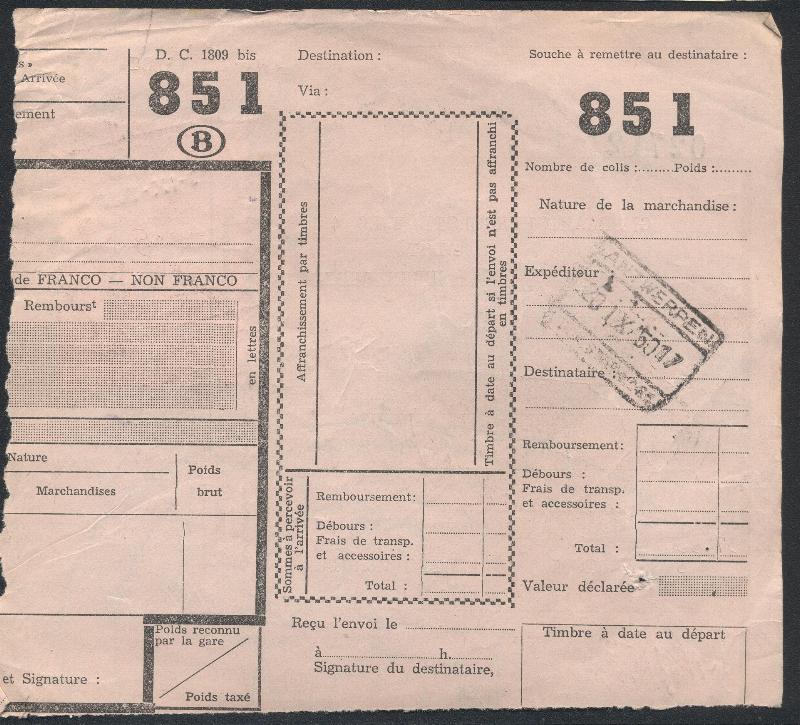 s »
Arrivée
ement
D. C. 1809 bis
851
B
de FRANCO — NON FRANCO
Rembours^t
en lettres
Nature
Marchandises
Poids
brut
et Signature :
Poids reconnu
par la gare
Poids taxé
Destination :
Via :
Affranchissement par timbres
Timbre à date au départ si l'envoi n'est pas affranchi
en timbres
Sommes à percevoir
à l'arrivée
Remboursement:
Débours :
Frais de transp.
et accessoires :
Total :
Reçu l'envoi le
à h.
Signature du destinataire,
Souche à remettre au destinataire :
851
Nombre de colis :.........Poids :.........
Nature de la marchandise :
Expéditeur
Destinataire
Remboursement:
Débours :
Frais de transp.
et accessoires :
Total :
Valeur déclarée
Timbre à date au départ